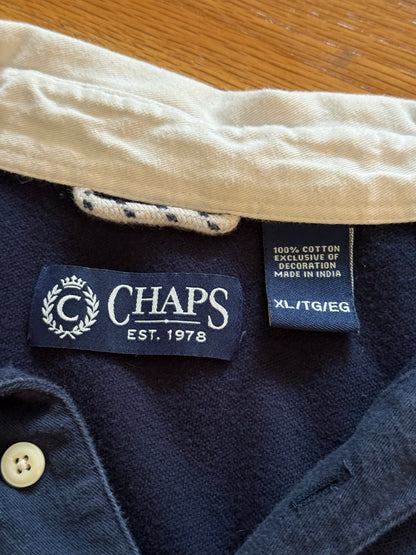 C
CHAPS
EST. 1978
100% COTTON
EXCLUSIVE OF
DECORATION
MADE IN INDIA
XL/TG/EG